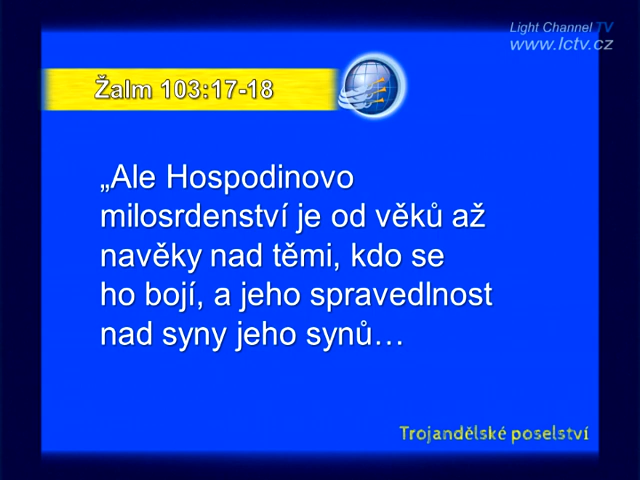 Light Channel TV
www.lctv.cz
Žalm 103:17-18
„Ale Hospodinovo
milosrdenství je od věků až
navěky nad těmi, kdo se
ho bojí, a jeho spravedlnost
nad syny jeho synů…
Trojandělské poselství